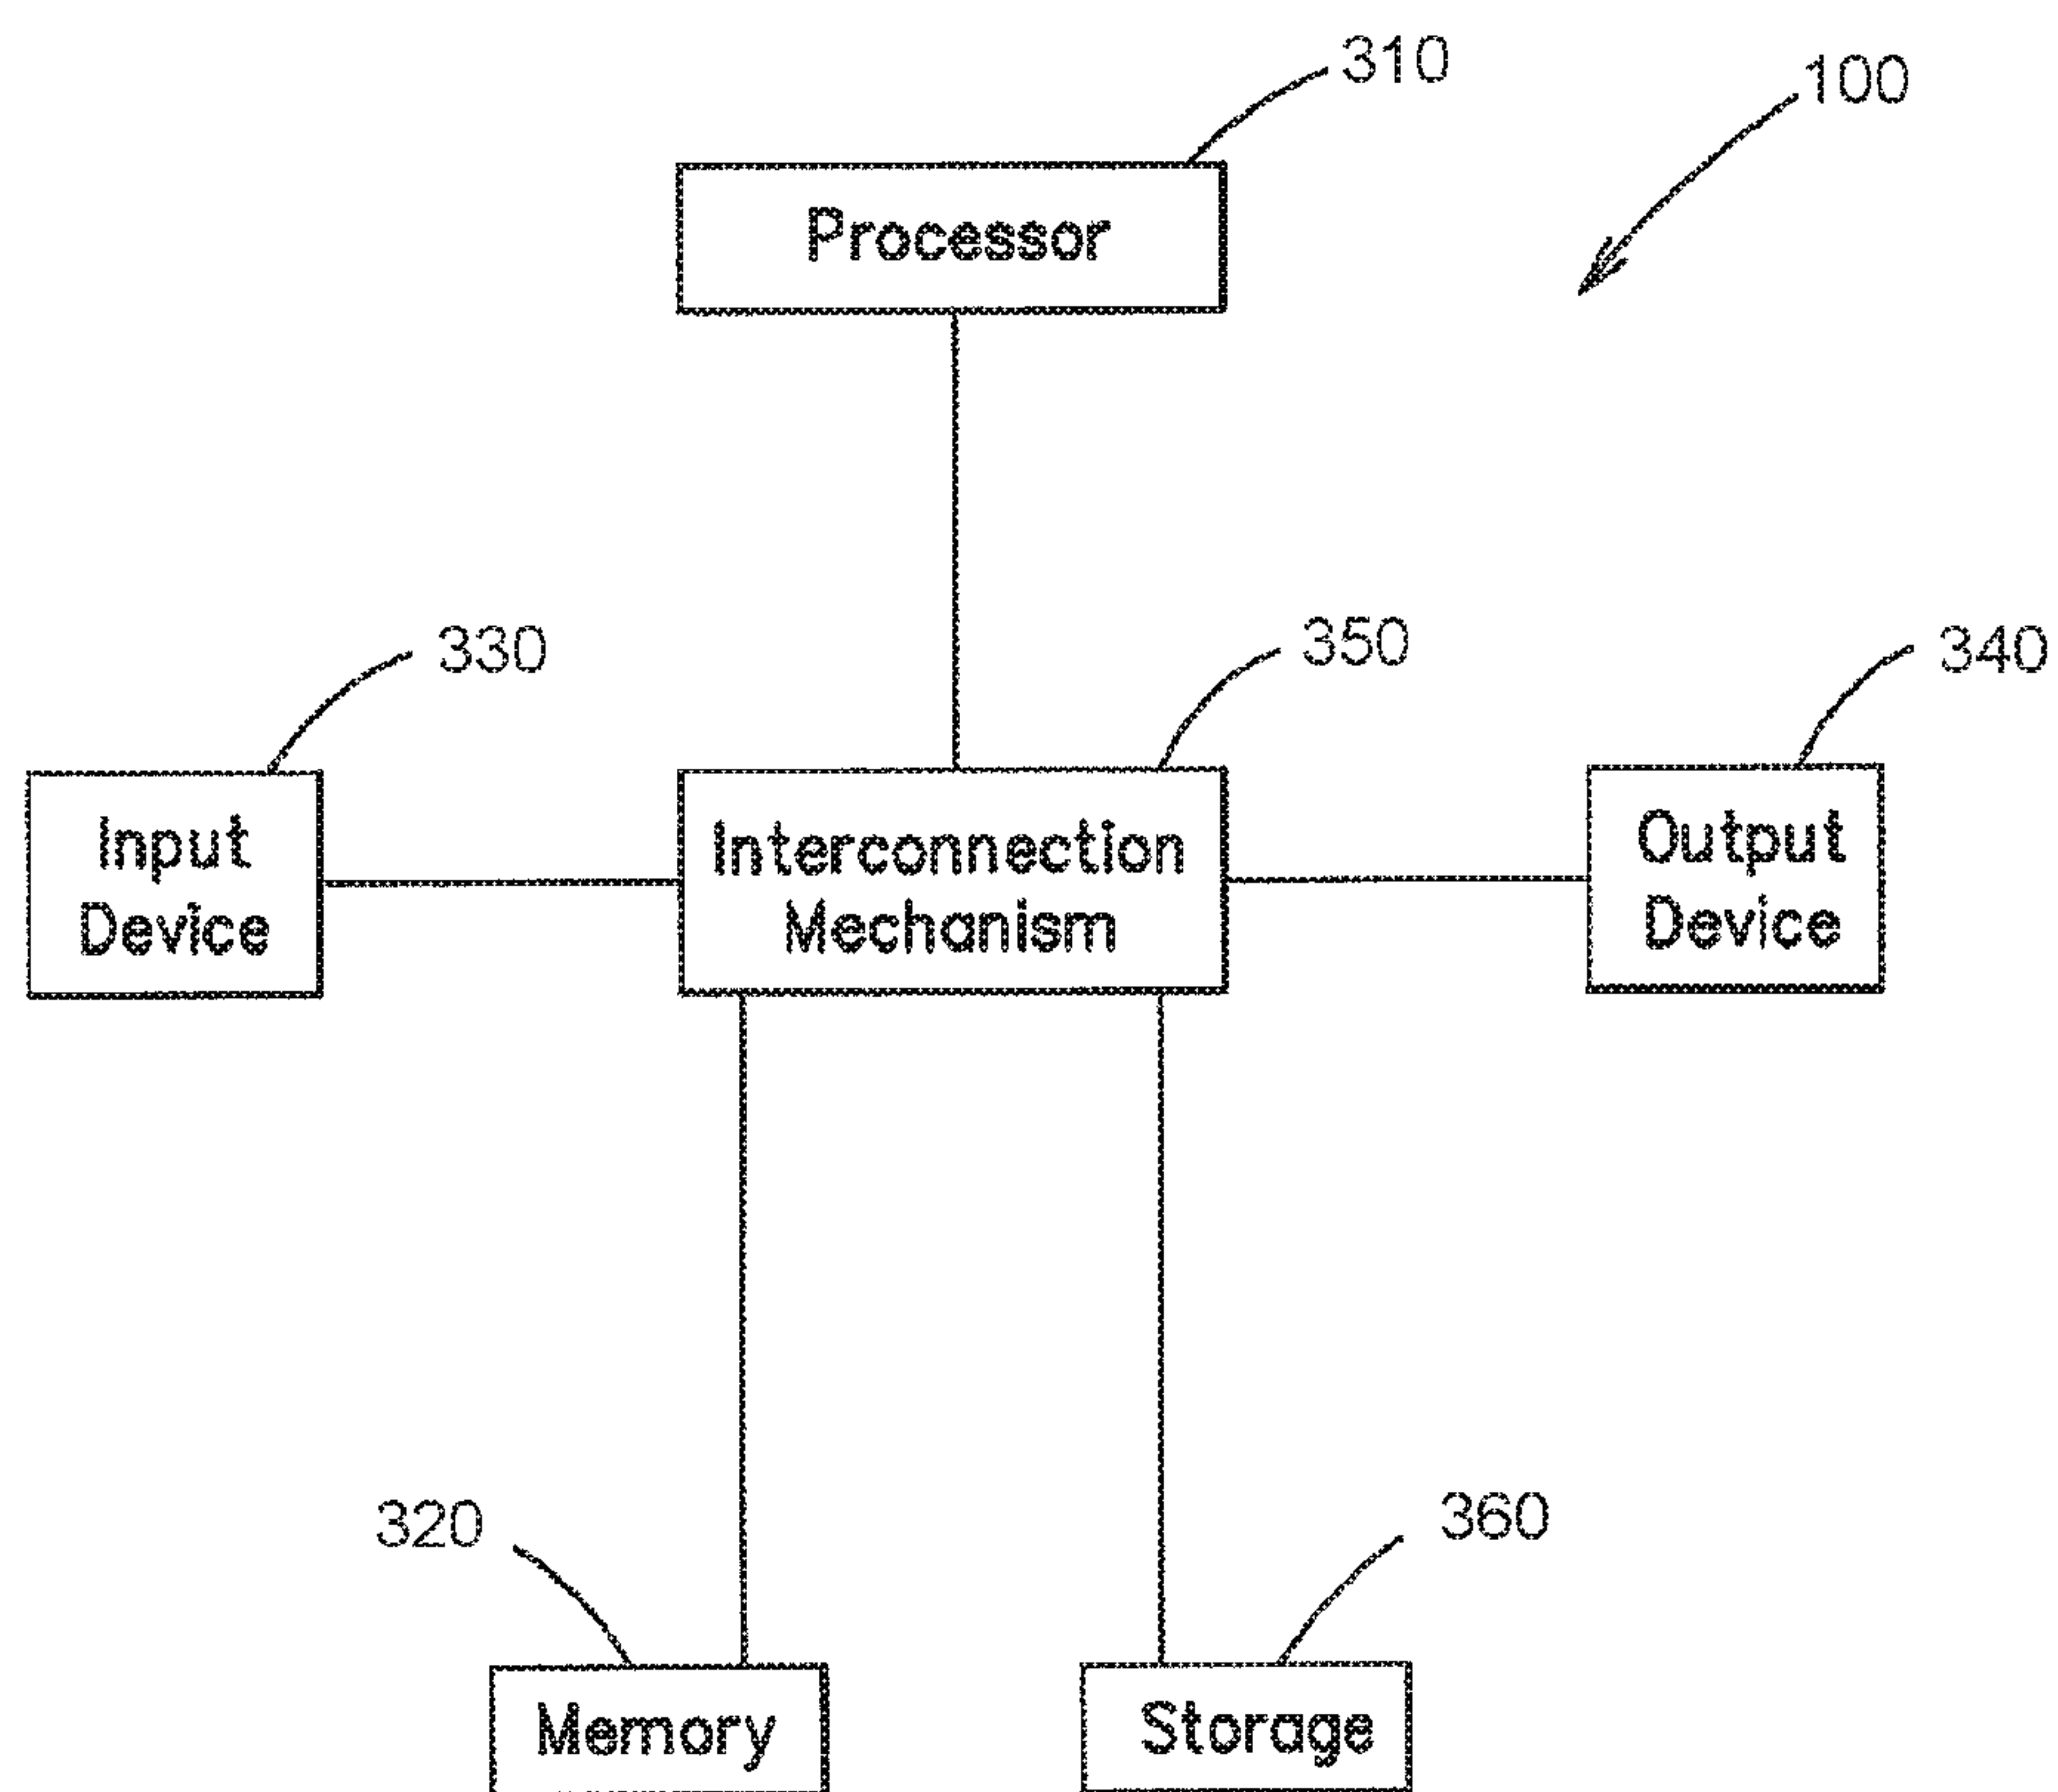 310
100
Processor
330
350
340
Input
Device
Interconnection
Mechanism
Output
Device
320
360
Memory
Storage